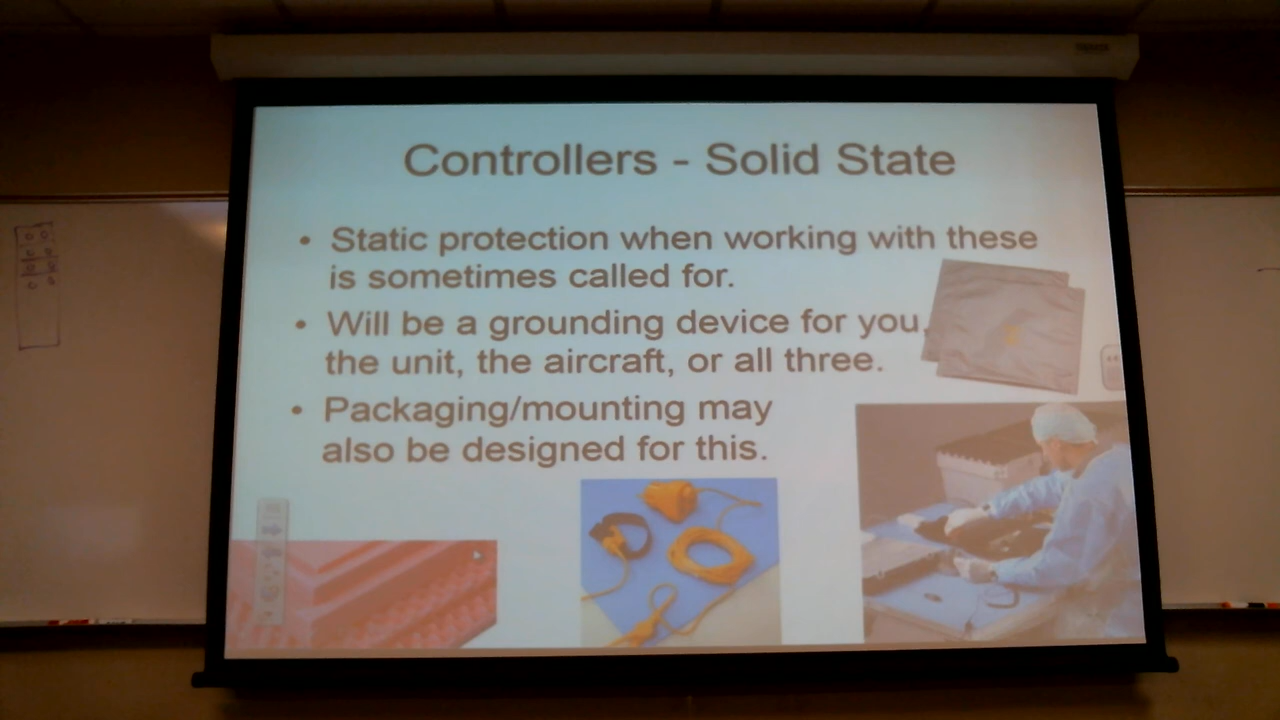 Controllers - Solid State
• Static protection when working with these
is sometimes called for.
• Will be a grounding device for you,
the unit, the aircraft, or all three.
• Packaging/mounting may
also be designed for this.